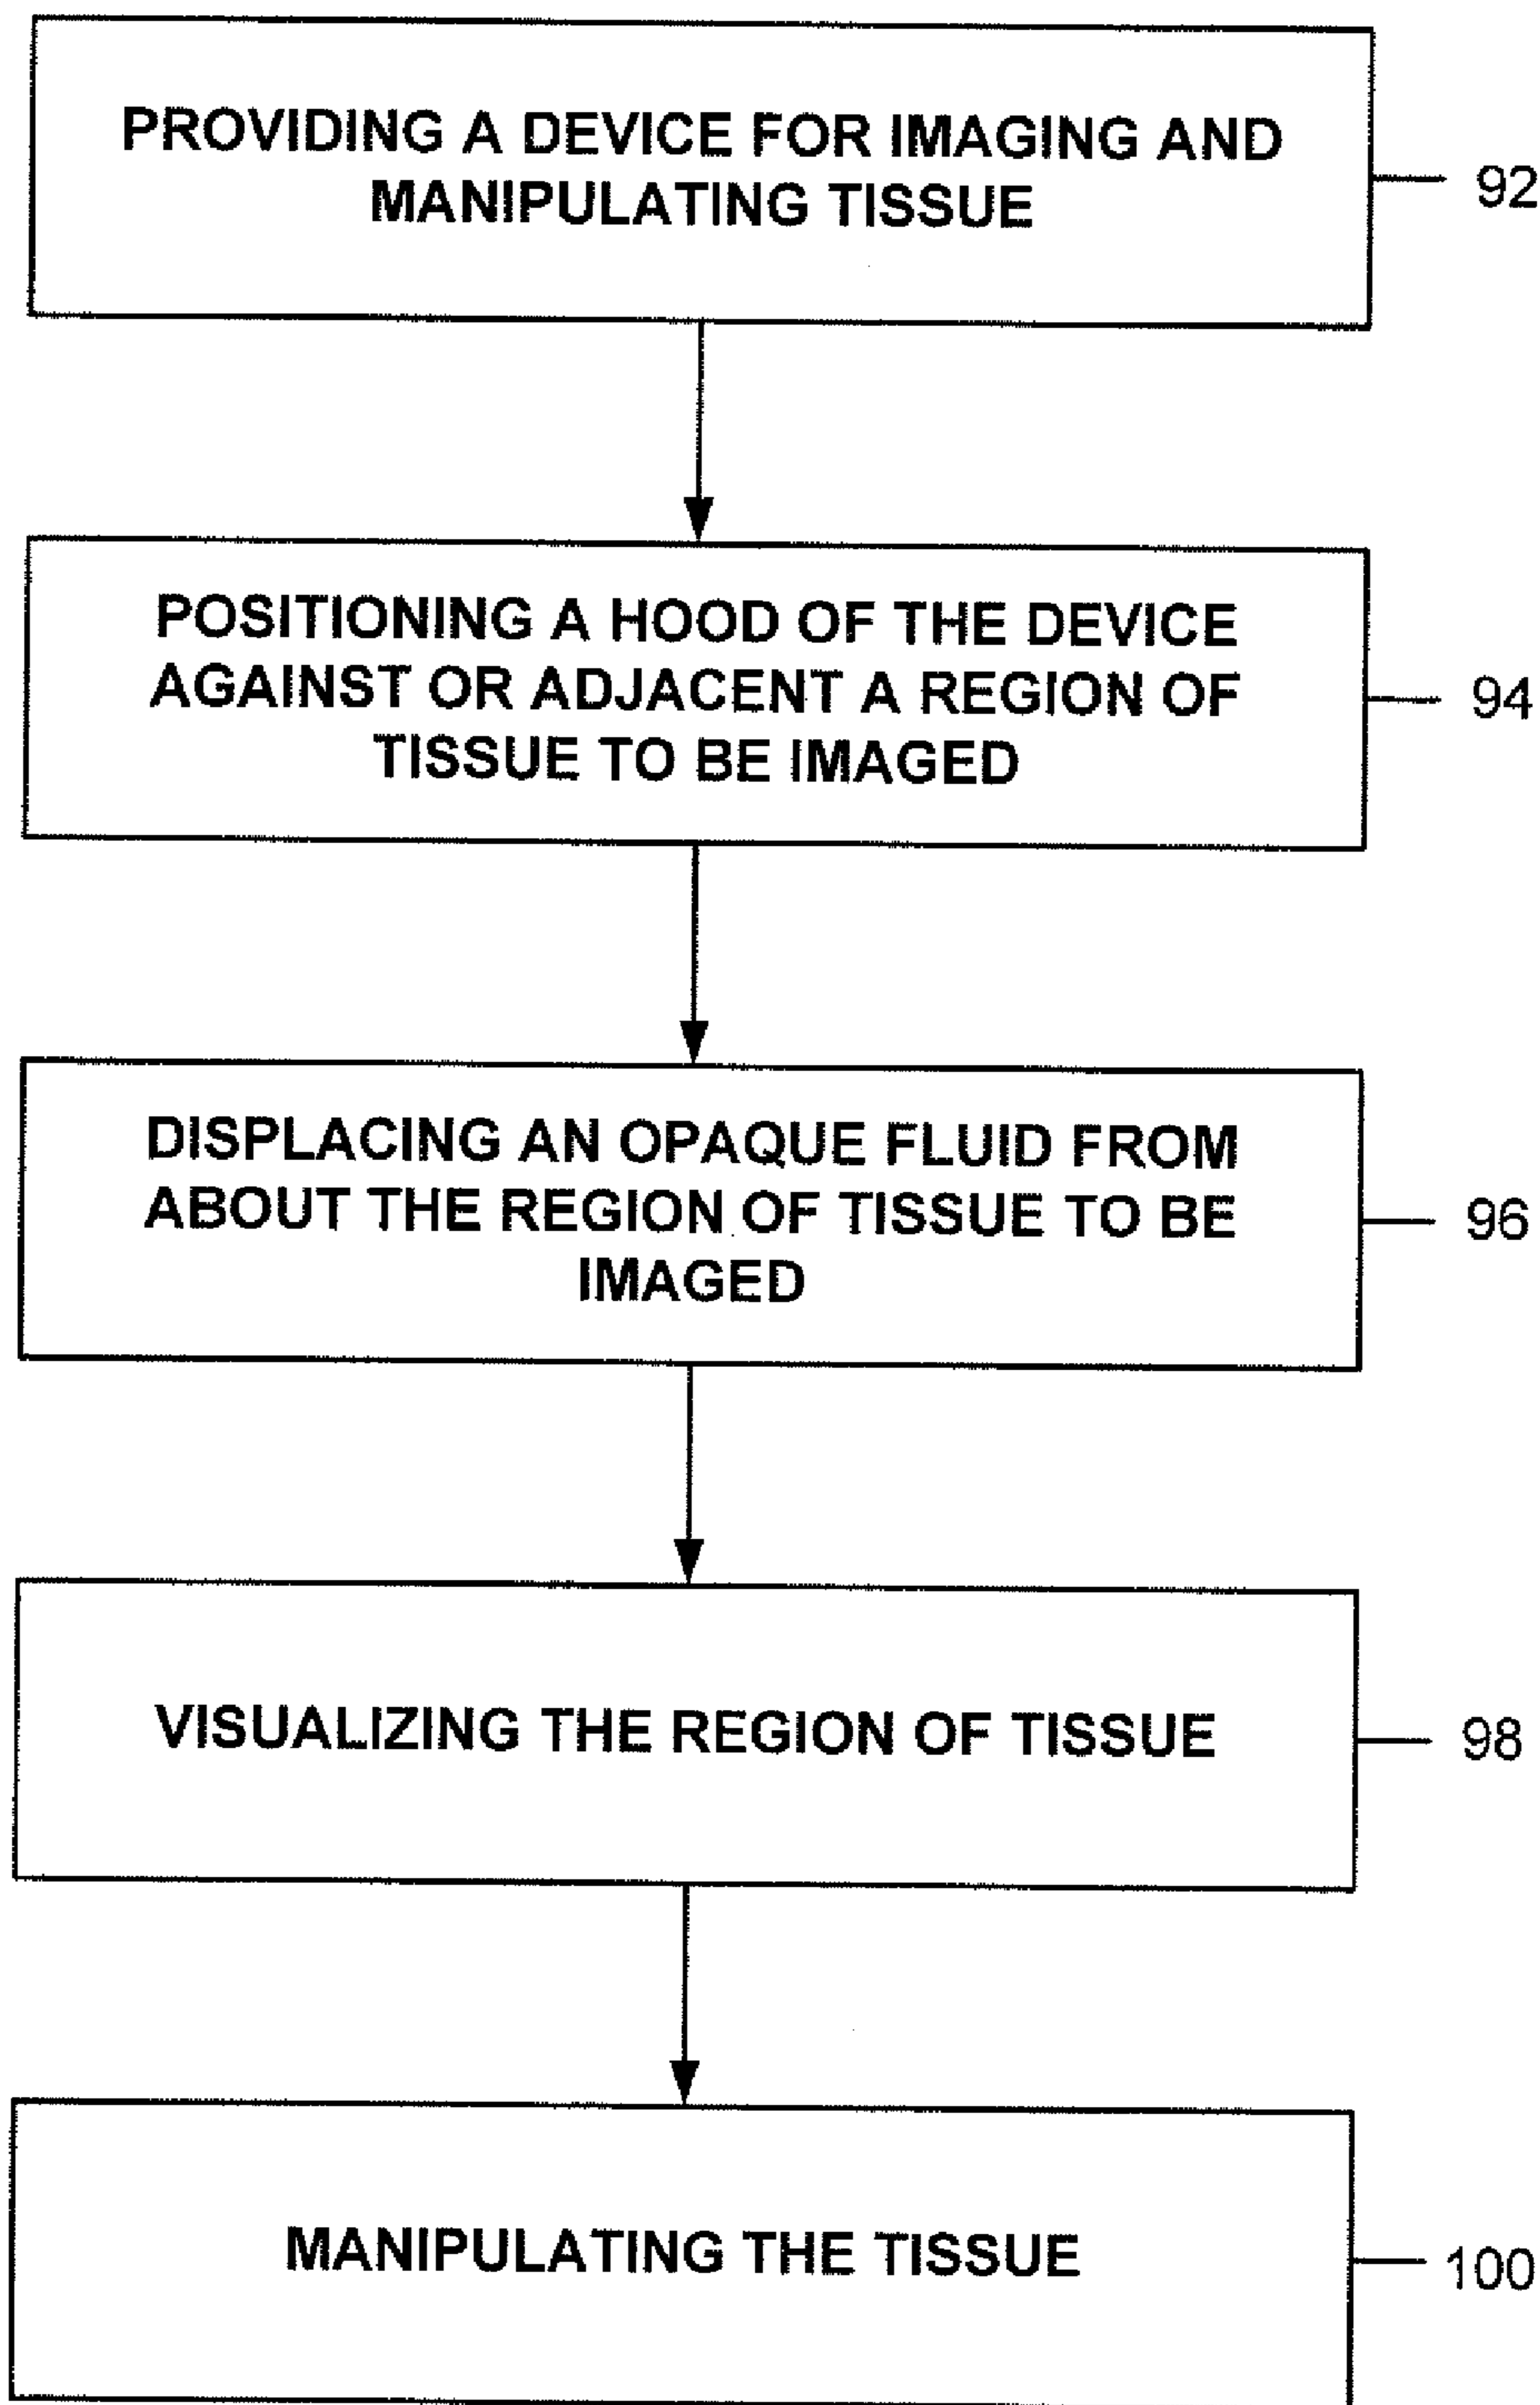 PROVIDING A DEVICE FOR IMAGING AND
MANIPULATING TISSUE
92
POSITIONING A HOOD OF THE DEVICE
AGAINST OR ADJACENT A REGION OF
TISSUE TO BE IMAGED
94
DISPLACING AN OPAQUE FLUID FROM
ABOUT THE REGION OF TISSUE TO BE
IMAGED
96
VISUALIZING THE REGION OF TISSUE
98
MANIPULATING THE TISSUE
100